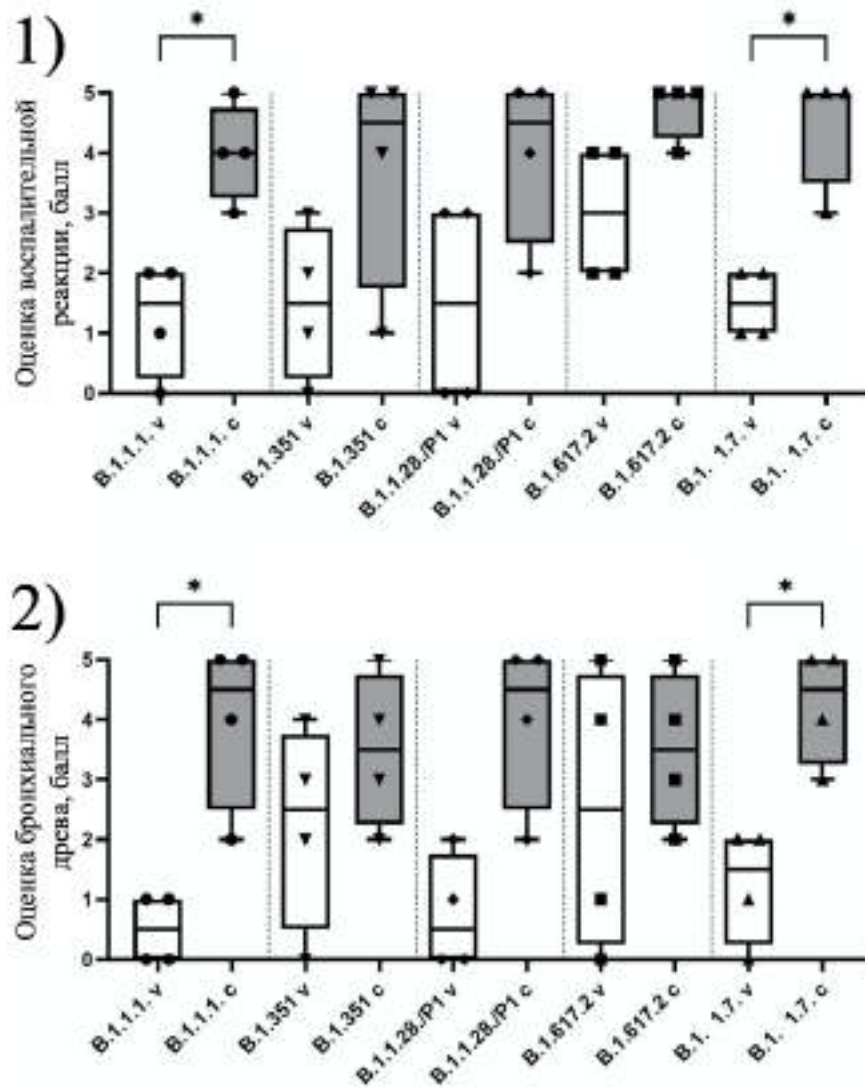 1)
*
*
Оценка воспалительной
реакции, балл
5
4
3
2
1
0
B.1.1.1. v
B.1.1.1. c
B.1.351 v
B.1.351 c
B.1.1.28./P1 v
B.1.1.28./P1 c
B.1.617.2 v
B.1.617.2 c
B.1. 1.7. v
B.1. 1.7. c
2)
*
*
Оценка бронхиального
древа, балл
5
4
3
2
1
0
B.1.1.1. v
B.1.1.1. c
B.1.351 v
B.1.351 c
B.1.1.28./P1 v
B.1.1.28./P1 c
B.1.617.2 v
B.1.617.2 c
B.1. 1.7. v
B.1. 1.7. c